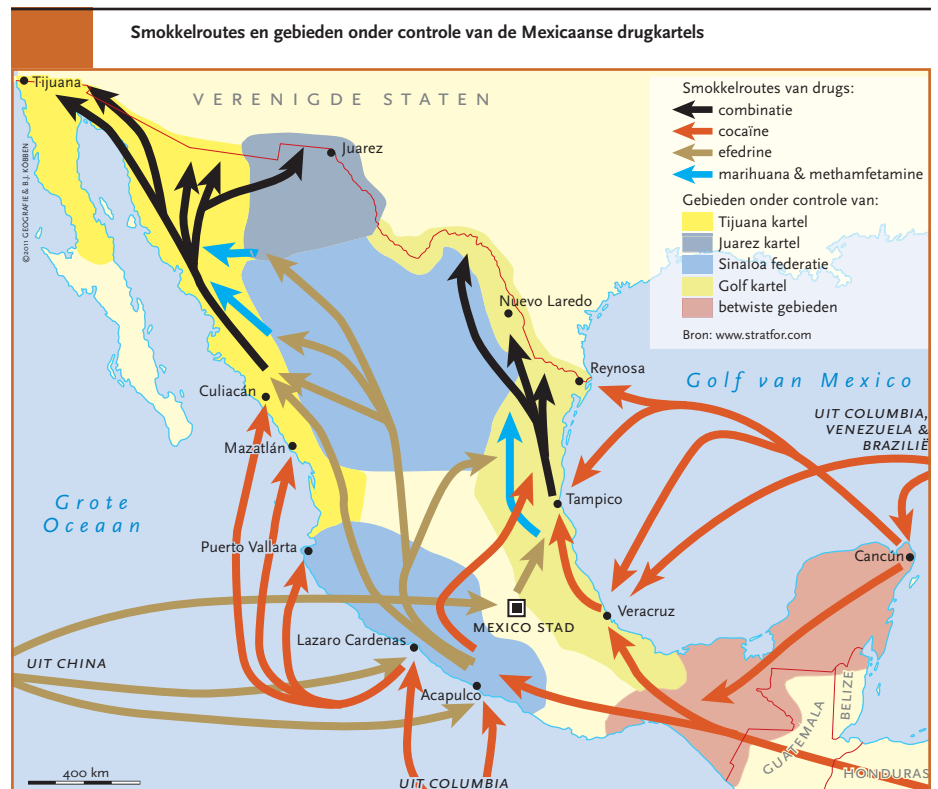 Smokkelroutes en gebieden onder controle van de Mexicaanse drugkartels
Tijuana
VERENIGDE STATEN
Juarez
©2011 GEOGRAFIE & B.J. KÖBBEN
Smokkelroutes van drugs:
combinatie
cocaïne
efedrine
marihuana & methamfetamine
Gebieden onder controle van:
Tijuana kartel
Juarez kartel
Sinaloa federatie
Golf kartel
betwiste gebieden
Bron: www.stratfor.com
Nuevo Laredo
Reynosa
Golf van Mexico
Culiacán
UIT COLUMBIA,
VENEZUELA &
BRAZILIË
Mazatlán
Grote
Oceaan
Tampico
Puerto Vallarta
Cancún
Veracruz
MEXICO STAD
Lazaro Cardenas
UIT CHINA
Acapulco
BELIZE
GUATEMALA
HONDURAS
400 km
UIT COLUMBIA